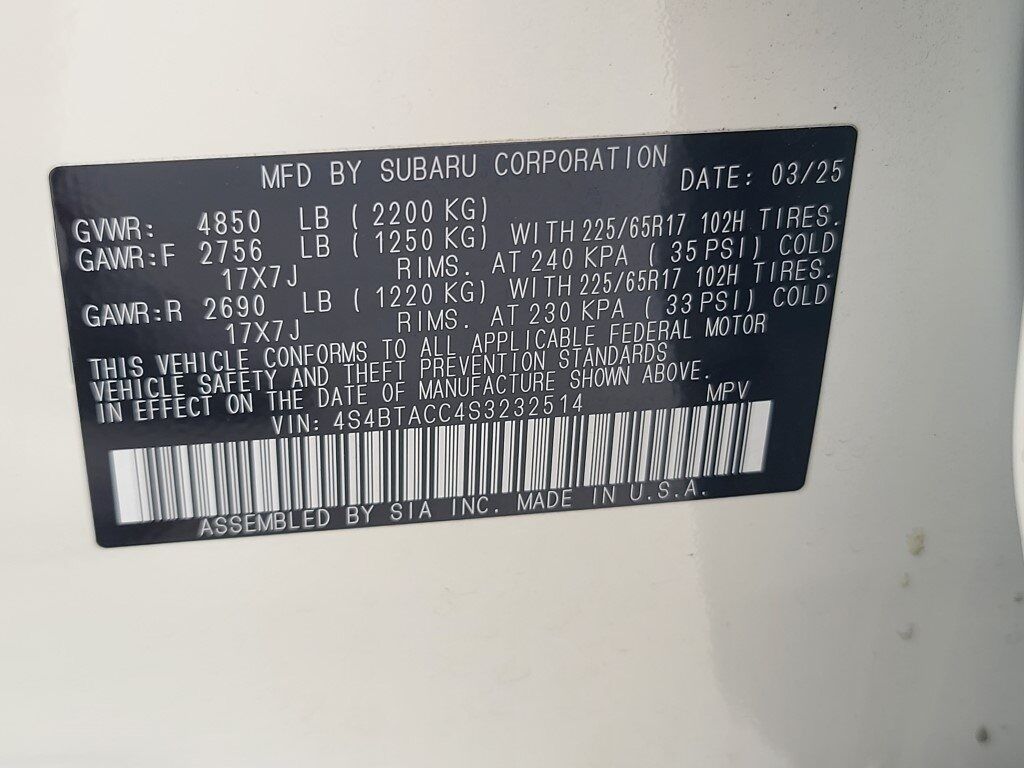 MFD BY SUBARU CORPORATION DATE: 03/25
GVWR: 4850 LB ( 2200 KG)
GAWR:F 2756 LB ( 1250 KG) WITH 225/65R17 102H TIRES.
17X7J RIMS. AT 240 KPA ( 35 PSI) COLD
GAWR:R 2690 LB ( 1220 KG) WITH 225/65R17 102H TIRES.
17X7J RIMS. AT 230 KPA ( 33 PSI) COLD
THIS VEHICLE CONFORMS TO ALL APPLICABLE FEDERAL MOTOR
VEHICLE SAFETY AND THEFT PREVENTION STANDARDS
IN EFFECT ON THE DATE OF MANUFACTURE SHOWN ABOVE.
VIN: 4S4BTACC4S3232514 MPV
ASSEMBLED BY SIA INC. MADE IN U.S.A.